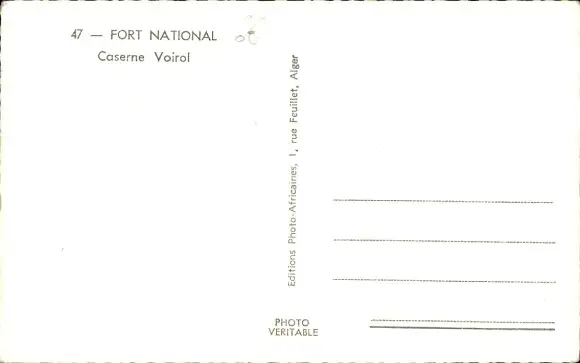 47 — FORT NATIONAL
Caserne Voirol
Editions Photo-Africaines, 1, rue Feuillet, Alger
PHOTO
VERITABLE